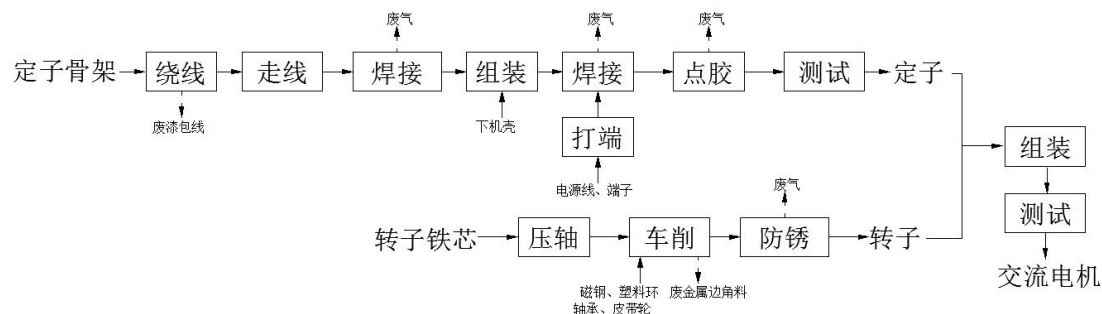 废气
废气
废气
定子骨架
绕线
走线
焊接
组装
焊接
点胶
测试
定子
废漆包线
下机壳
打端
组装
电源线、端子
废气
测试
转子铁芯
压轴
车削
防锈
转子
交流电机
磁钢、塑料环
轴承、皮带轮
废金属边角料